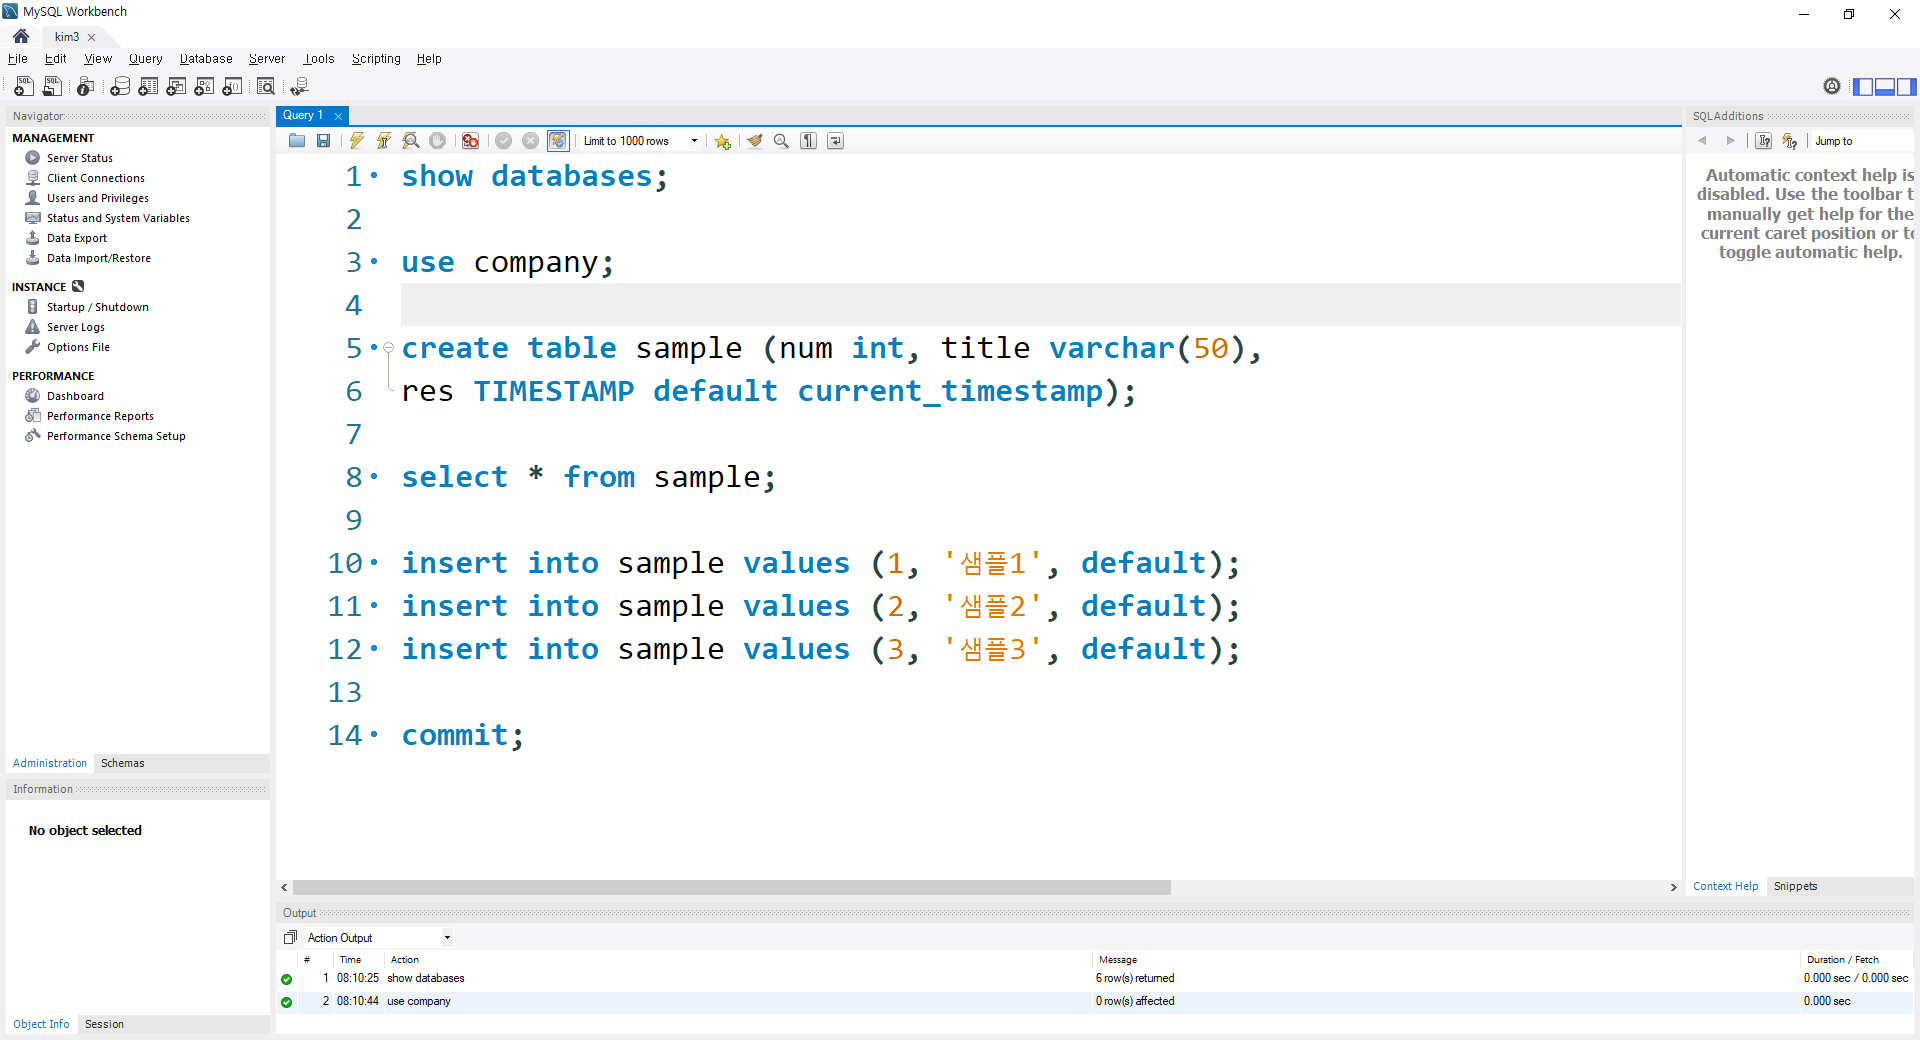 MySQL Workbench
kim3
File Edit View Query Database Server Tools Scripting Help
Navigator
MANAGEMENT
Server Status
Client Connections
Users and Privileges
Status and System Variables
Data Export
Data Import/Restore
INSTANCE
Startup / Shutdown
Server Logs
Options File
PERFORMANCE
Dashboard
Performance Reports
Performance Schema Setup
Administration Schemas
Information
No object selected
Object Info Session
Query 1
Limit to 1000 rows
1 show databases;
2
3 use company;
4
5 create table sample (num int, title varchar(50),
6 res TIMESTAMP default current_timestamp);
7
8 select * from sample;
9
10 insert into sample values (1, '샘플1', default);
11 insert into sample values (2, '샘플2', default);
12 insert into sample values (3, '샘플3', default);
13
14 commit;
SQLAdditions
Jump to
Automatic context help is
disabled. Use the toolbar t
manually get help for the
current caret position or to
toggle automatic help.
Context Help Snippets
Output
Action Output
# Time Action Message Duration / Fetch
1 08:10:25 show databases 6 row(s) returned 0.000 sec / 0.000 sec
2 08:10:44 use company 0 row(s) affected 0.000 sec